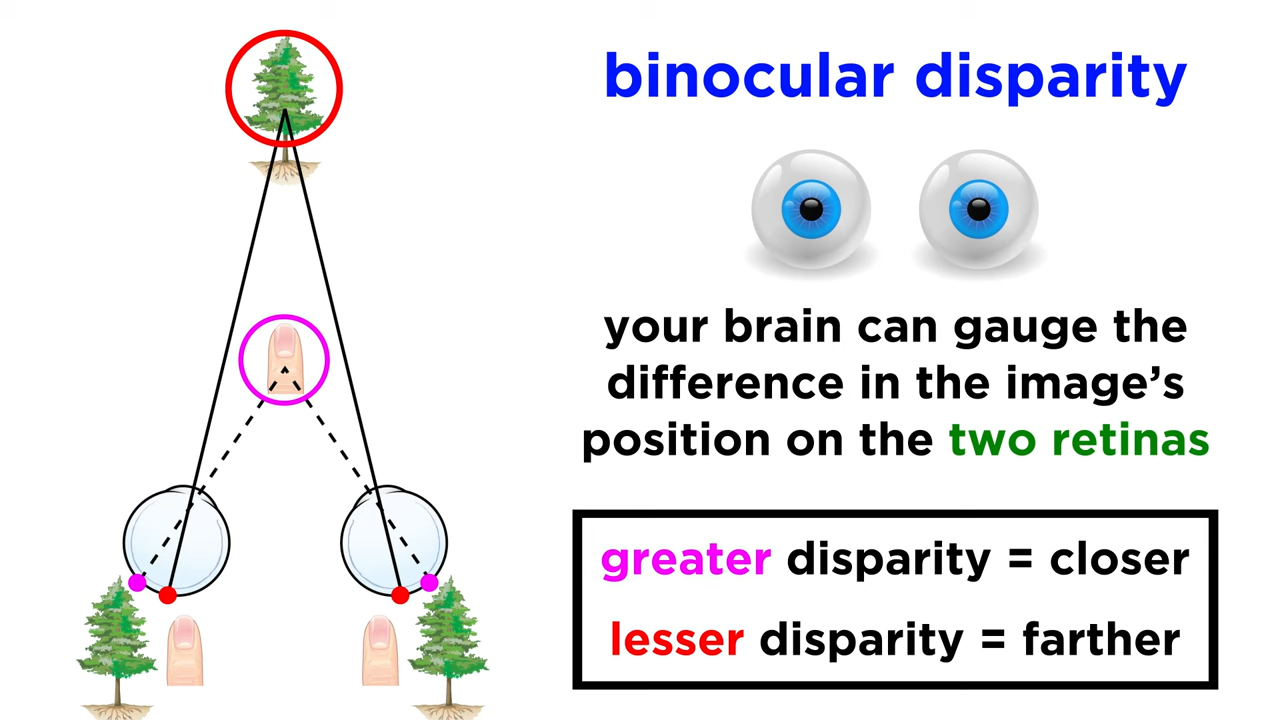 binocular disparity
your brain can gauge the
difference in the image’s
position on the two retinas
greater disparity = closer
lesser disparity = farther